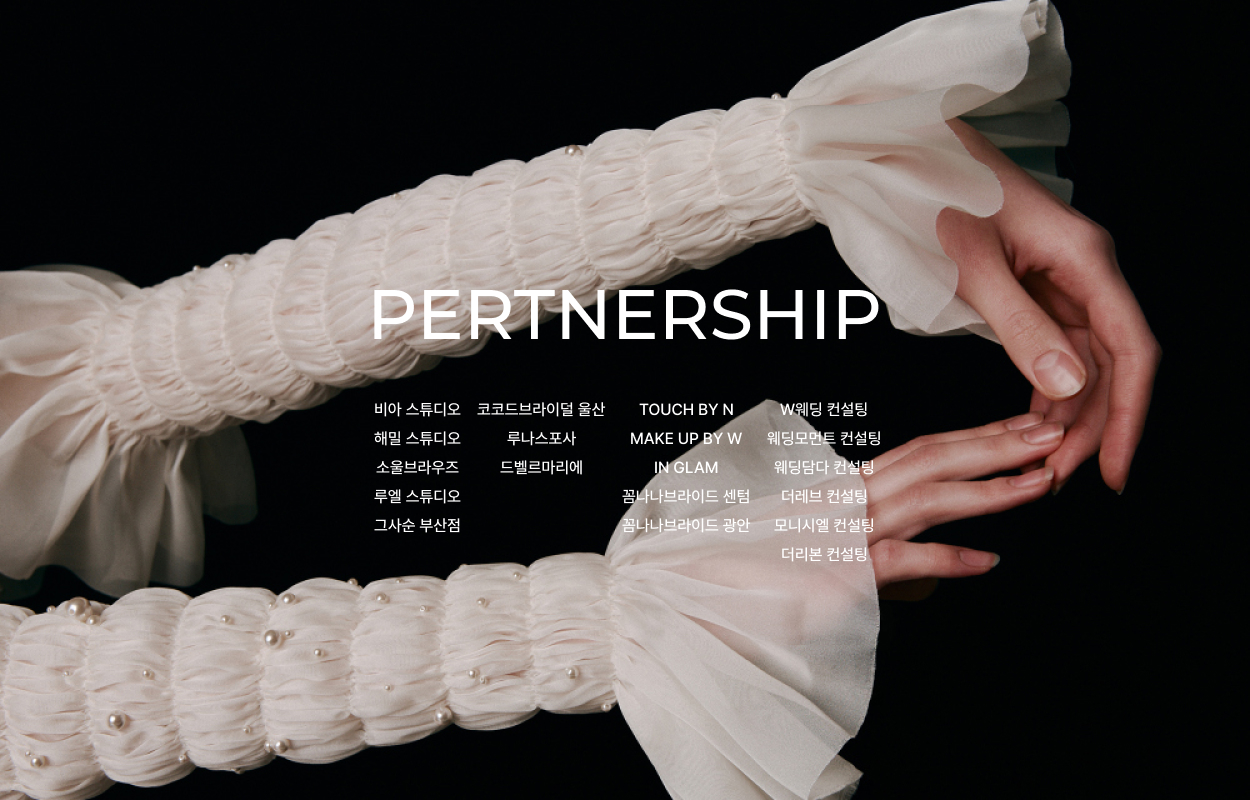 PERTNERSHIP
비아 스튜디오
해밀 스튜디오
소울브라우즈
루엘 스튜디오
그사순 부산점
코코드브라이덜 울산
루나스포사
드벨르마리에
TOUCH BY N
MAKE UP BY W
IN GLAM
꼼나나브라이드 센텀
꼼나나브라이드 광안
W웨딩 컨설팅
웨딩모먼트 컨설팅
웨딩담다 컨설팅
더레브 컨설팅
모니시엘 컨설팅
더리본 컨설팅